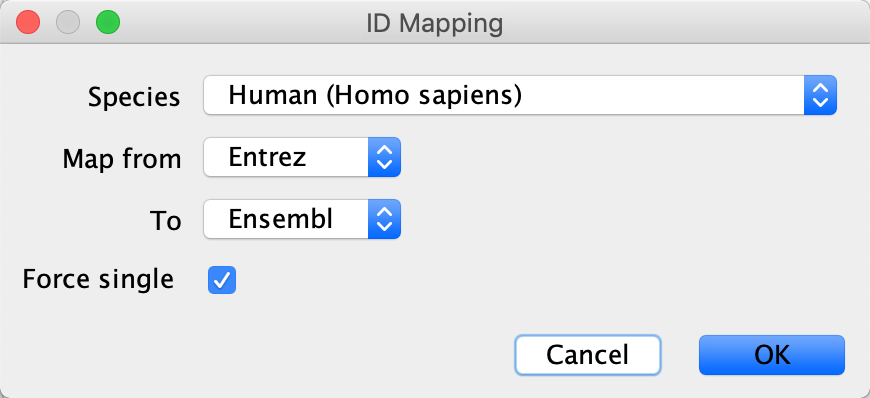 ID Mapping
Species Human (Homo sapiens)
Map from Entrez
To Ensembl
Force single
Cancel OK